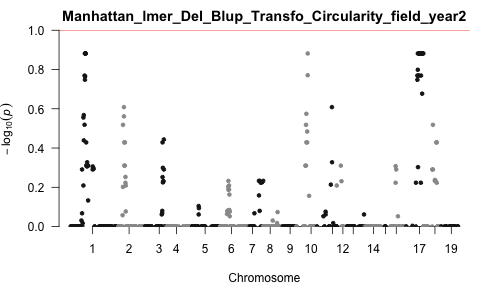 Manhattan_lmer_Del_Blup_Transfo_Circularity_field_year2
1.0
0.8
0.6
0.4
0.2
0.0
− log10(p)
1 2 3 4 5 6 7 8 9 10 12 14 17 19
Chromosome